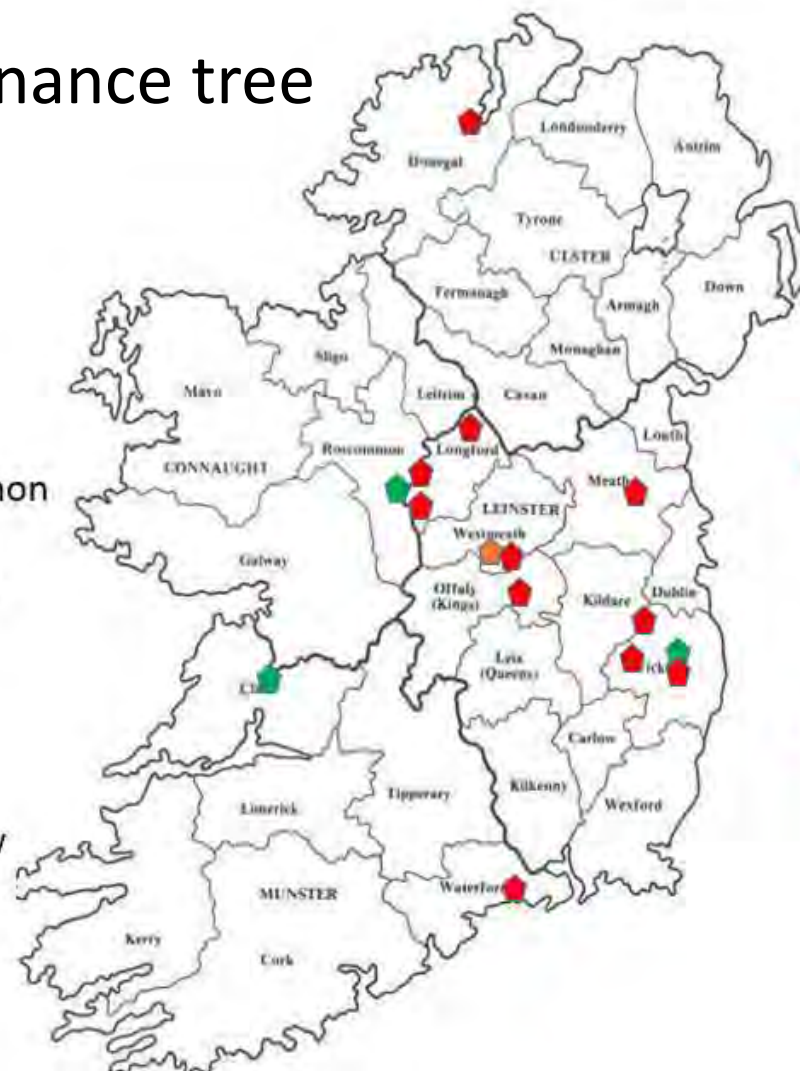 nance tree
Londonderry
Antrim
Donegal
Tyrone
ULSTER
Down
Fermanagh
Armagh
Monaghan
Sligo
Mayo
Leitrim
Cavan
Louth
Roscommon
Longford
CONNAUGHT
Meath
non
LEINSTER
Westmeath
Galway
Offaly
(Kings)
Kildare
Dublin
Leix
(Queens)
ick
Carlow
Tipperary
Kilkenny
Limerick
Wexford
y
Waterford
MUNSTER
Kerry
Cork